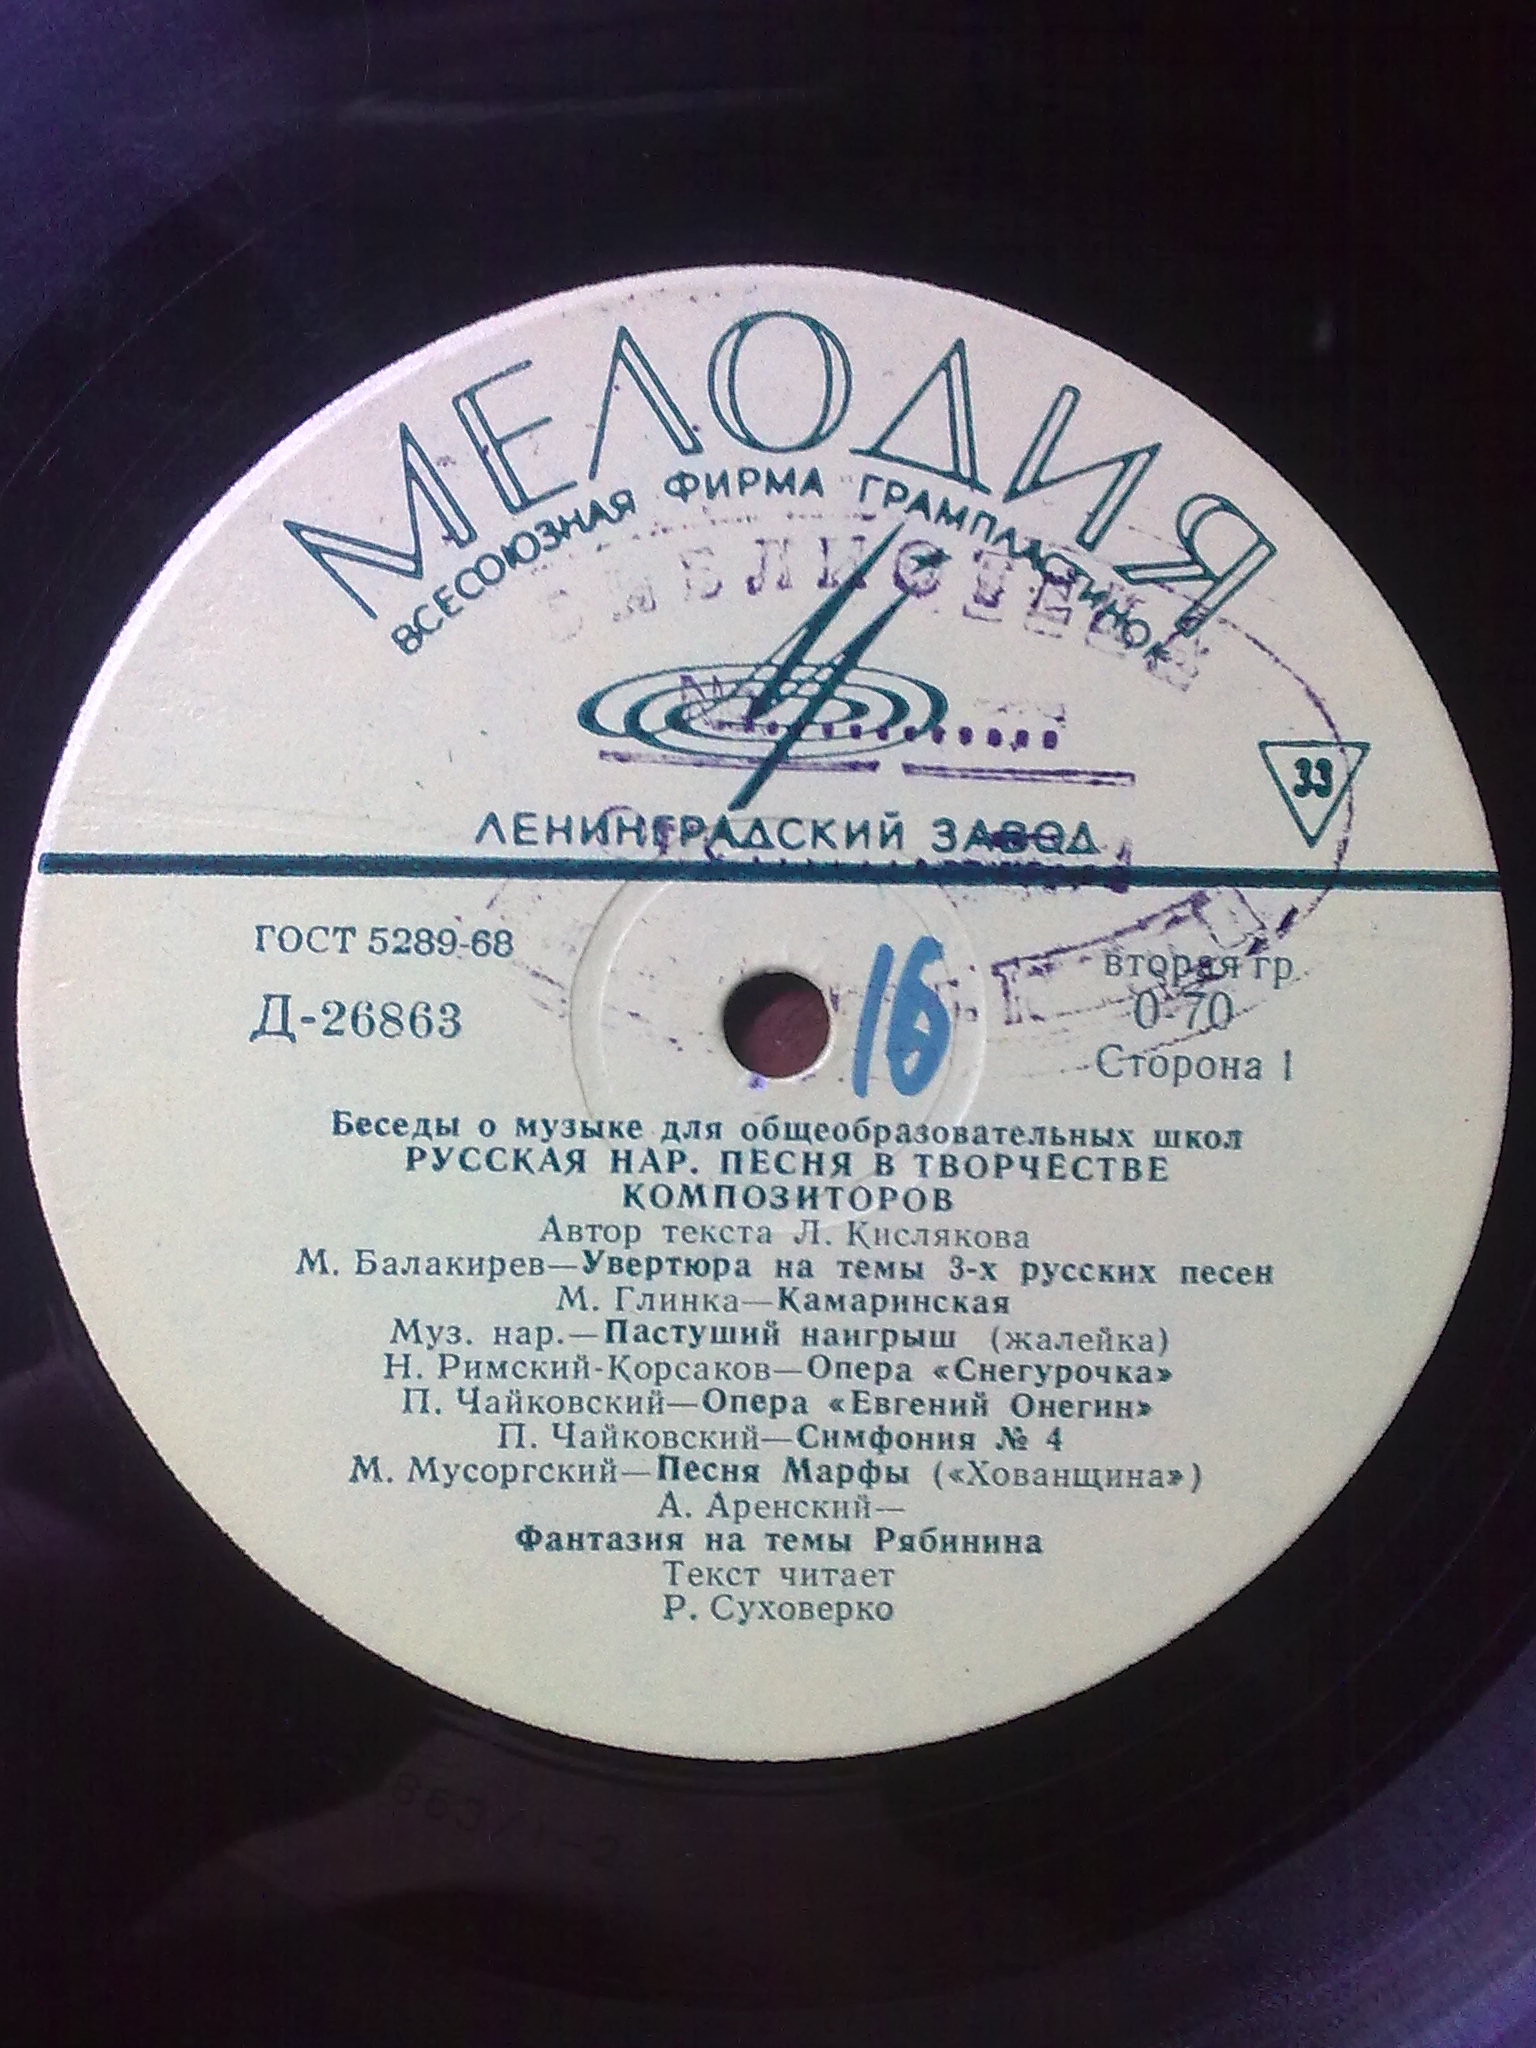 МЕЛОДИЯ
ВСЕСОЮЗНАЯ ФИРМА ГРАМПЛАСТИНОК
БИБЛИОТЕКА
33
ЛЕНИНГРАДСКИЙ ЗАВОД
ГОСТ 5289-68
вторая гр.
Д-26863
16
0-70
Сторона 1
Беседы о музыке для общеобразовательных школ
РУССКАЯ НАР. ПЕСНЯ В ТВОРЧЕСТВЕ
КОМПОЗИТОРОВ
Автор текста Л. Кислякова
М. Балакирев—Увертюра на темы 3-х русских песен
М. Глинка—Камаринская
Муз. нар.—Пастуший наигрыш (жалейка)
Н. Римский-Корсаков—Опера «Снегурочка»
П. Чайковский—Опера «Евгений Онегин»
П. Чайковский—Симфония № 4
М. Мусоргский—Песня Марфы («Хованщина»)
А. Аренский—
Фантазия на темы Рябинина
Текст читает
Р. Суховерко